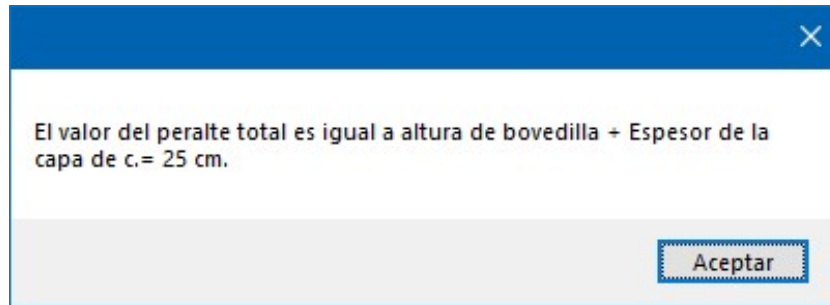 El valor del peralte total es igual a altura de bovedilla + Espesor de la
capa de c.= 25 cm.
Aceptar